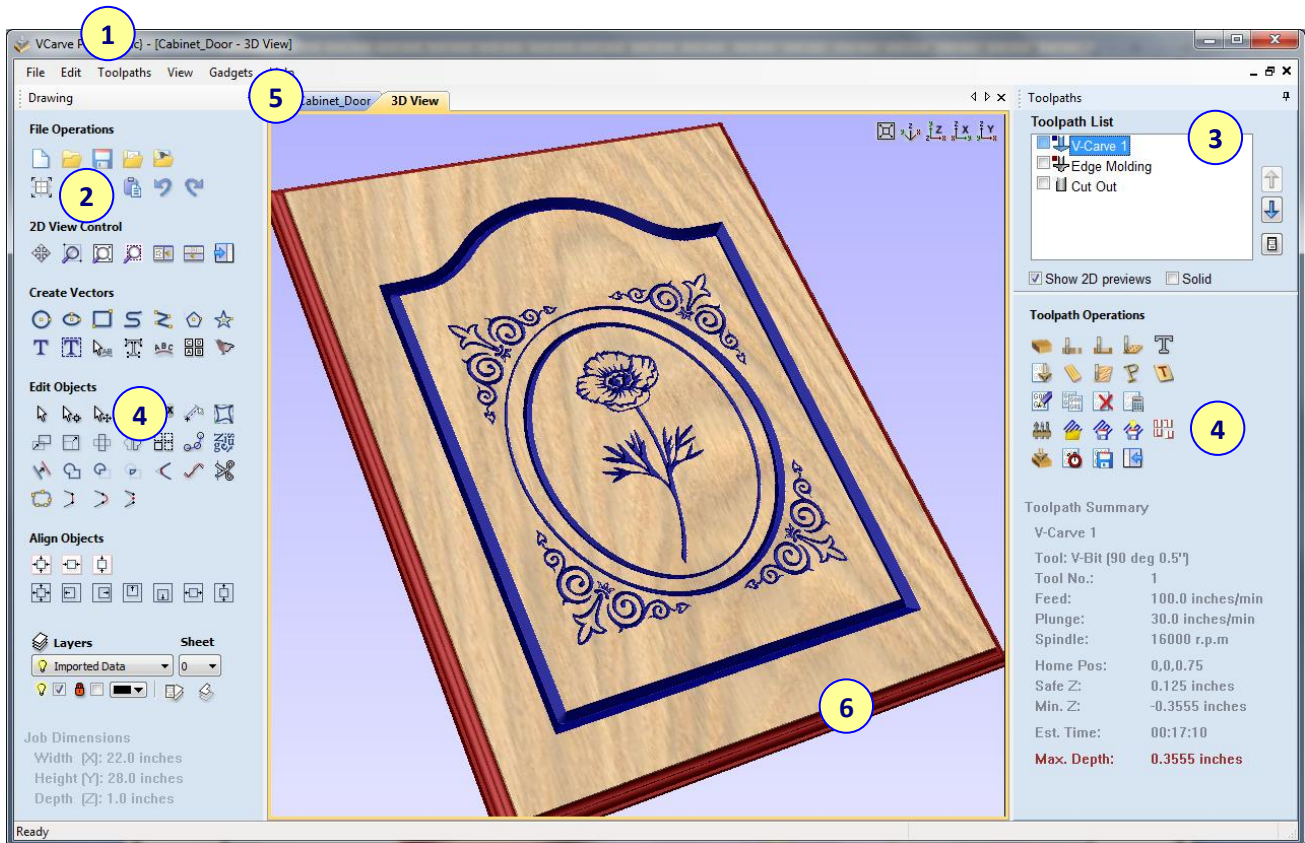 1
VCarve P c) - [Cabinet_Door - 3D View]
File Edit Toolpaths View Gadgets
5
Cabinet_Door 3D View
Drawing
File Operations
2
2D View Control
Create Vectors
Edit Objects
4
Align Objects
Layers Sheet
Imported Data 0
Job Dimensions
Width (X): 22.0 inches
Height (Y): 28.0 inches
Depth (Z): 1.0 inches
Ready
6
Toolpaths
Toolpath List
3
V-Carve 1
Edge Molding
Cut Out
Show 2D previews Solid
Toolpath Operations
4
Toolpath Summary
V-Carve 1
Tool: V-Bit (90 deg 0.5")
Tool No.: 1
Feed: 100.0 inches/min
Plunge: 30.0 inches/min
Spindle: 16000 r.p.m
Home Pos: 0,0,0.75
Safe Z: 0.125 inches
Min. Z: -0.3555 inches
Est. Time: 00:17:10
Max. Depth: 0.3555 inches